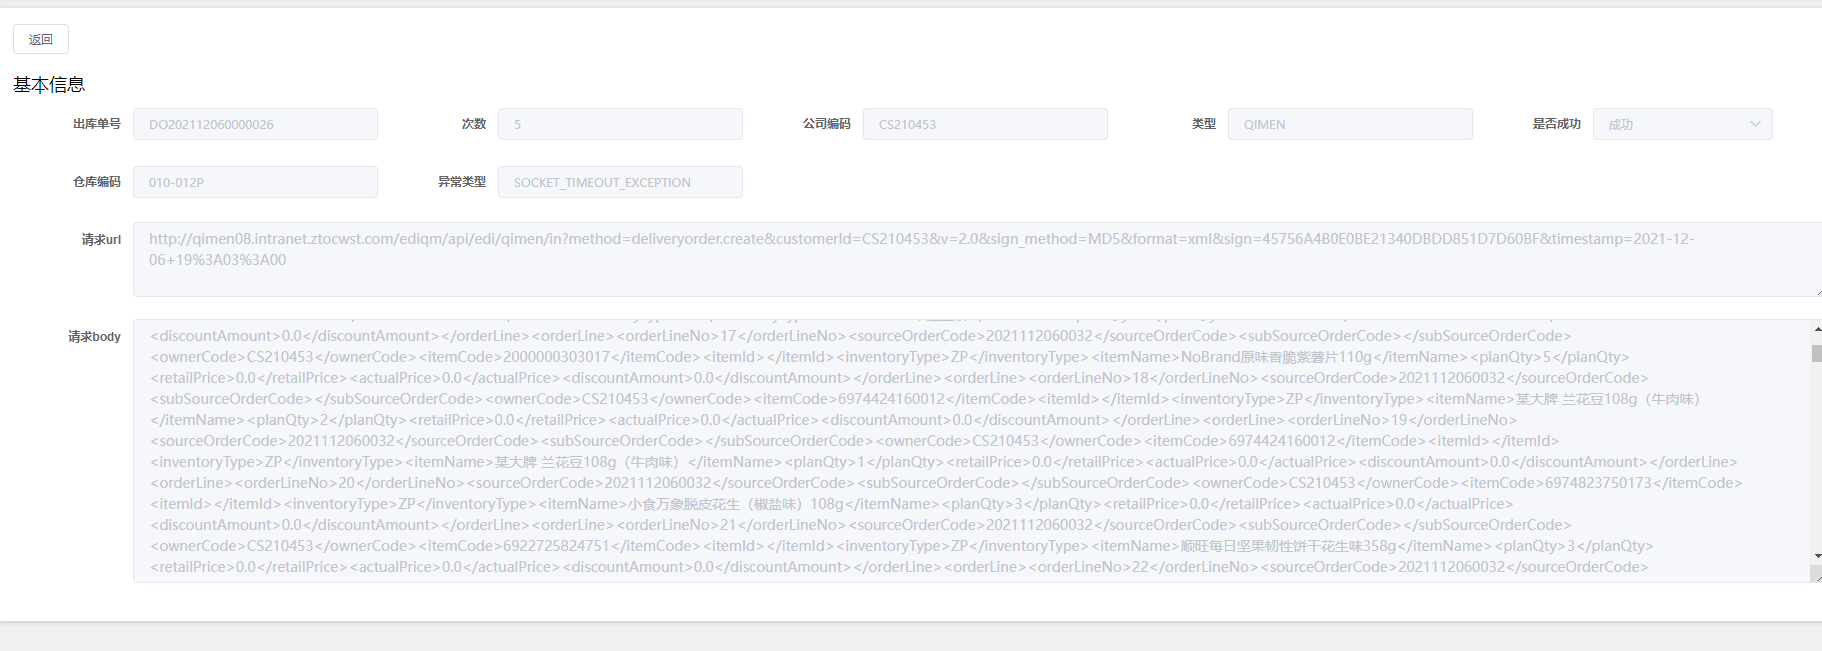 返回
基本信息
出库单号 DO202112060000026 次数 5 公司编码 CS210453 类型 QIMEN 是否成功 成功
仓库编码 010-012P 异常类型 SOCKET_TIMEOUT_EXCEPTION
请求url http://qimen08.intranet.ztocwst.com/ediqm/api/edi/qimen/in?method=deliveryorder.create&customerId=CS210453&v=2.0&sign_method=MD5&format=xml&sign=45756A4B0E0BE21340DBDD851D7D60BF&timestamp=2021-12-
06+19%3A03%3A00
请求body <discountAmount>0.0</discountAmount></orderLine><orderLine><orderLineNo>17</orderLineNo><sourceOrderCode>2021112060032</sourceOrderCode><subSourceOrderCode></subSourceOrderCode>
<ownerCode>CS210453</ownerCode><itemCode>2000000303017</itemCode><itemId></itemId><inventoryType>ZP</inventoryType><itemName>NoBrand原味香脆紫薯片110g</itemName><planQty>5</planQty>
<retailPrice>0.0</retailPrice><actualPrice>0.0</actualPrice><discountAmount>0.0</discountAmount></orderLine><orderLine><orderLineNo>18</orderLineNo><sourceOrderCode>2021112060032</sourceOrderCode>
<subSourceOrderCode></subSourceOrderCode><ownerCode>CS210453</ownerCode><itemCode>6974424160012</itemCode><itemId></itemId><inventoryType>ZP</inventoryType><itemName>某大牌 兰花豆108g（牛肉味）
</itemName><planQty>2</planQty><retailPrice>0.0</retailPrice><actualPrice>0.0</actualPrice><discountAmount>0.0</discountAmount></orderLine><orderLine><orderLineNo>19</orderLineNo>
<sourceOrderCode>2021112060032</sourceOrderCode><subSourceOrderCode></subSourceOrderCode><ownerCode>CS210453</ownerCode><itemCode>6974424160012</itemCode><itemId></itemId>
<inventoryType>ZP</inventoryType><itemName>某大牌 兰花豆108g（牛肉味）</itemName><planQty>1</planQty><retailPrice>0.0</retailPrice><actualPrice>0.0</actualPrice><discountAmount>0.0</discountAmount></orderLine>
<orderLine><orderLineNo>20</orderLineNo><sourceOrderCode>2021112060032</sourceOrderCode><subSourceOrderCode></subSourceOrderCode><ownerCode>CS210453</ownerCode><itemCode>6974823750173</itemCode>
<itemId></itemId><inventoryType>ZP</inventoryType><itemName>小食万象脱皮花生（椒盐味）108g</itemName><planQty>3</planQty><retailPrice>0.0</retailPrice><actualPrice>0.0</actualPrice>
<discountAmount>0.0</discountAmount></orderLine><orderLine><orderLineNo>21</orderLineNo><sourceOrderCode>2021112060032</sourceOrderCode><subSourceOrderCode></subSourceOrderCode>
<ownerCode>CS210453</ownerCode><itemCode>6922725824751</itemCode><itemId></itemId><inventoryType>ZP</inventoryType><itemName>顺旺每日坚果韧性饼干花生味358g</itemName><planQty>3</planQty>
<retailPrice>0.0</retailPrice><actualPrice>0.0</actualPrice><discountAmount>0.0</discountAmount></orderLine><orderLine><orderLineNo>22</orderLineNo><sourceOrderCode>2021112060032</sourceOrderCode>